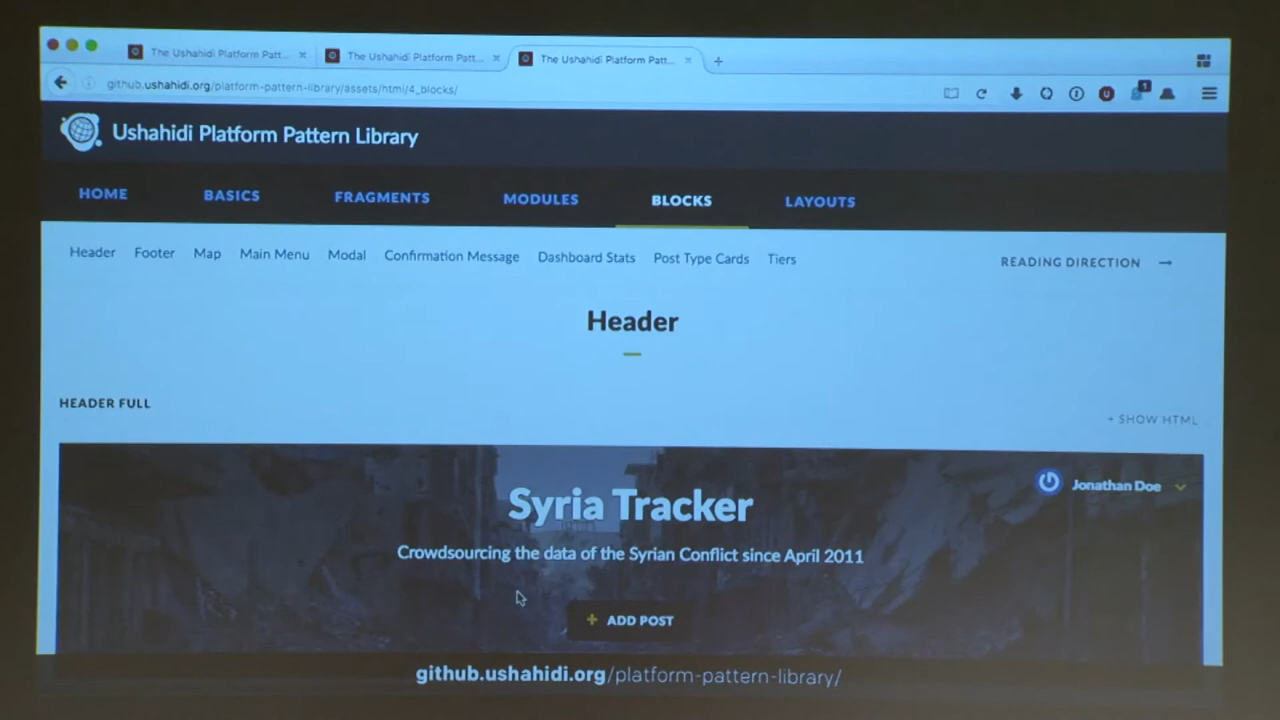 The Ushahidi Platform Patt... The Ushahidi Platform Patt... The Ushahidi Platform Patt...
github.ushahidi.org/platform-pattern-library/assets/html/4_blocks/
1
Ushahidi Platform Pattern Library
HOME BASICS FRAGMENTS MODULES BLOCKS LAYOUTS
Header Footer Map Main Menu Modal Confirmation Message Dashboard Stats Post Type Cards Tiers READING DIRECTION →
Header
HEADER FULL
+ SHOW HTML
Syria Tracker
Jonathan Doe
Crowdsourcing the data of the Syrian Conflict since April 2011
+ ADD POST
github.ushahidi.org/platform-pattern-library/